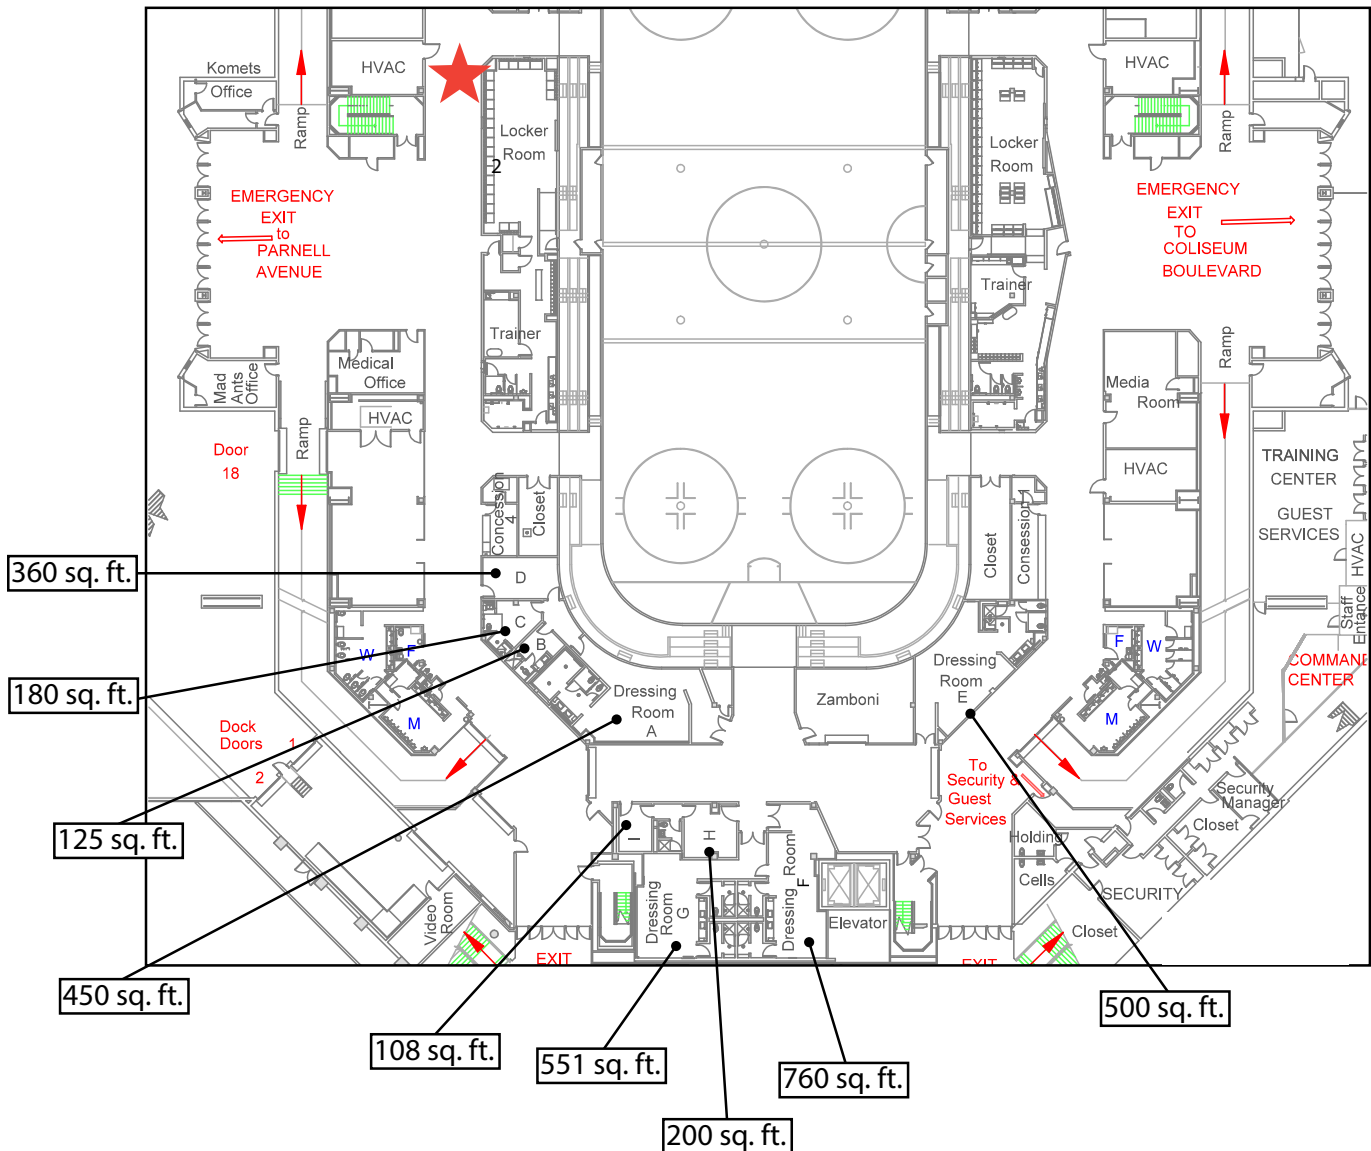 Komets
Office
HVAC
Ramp
Locker
Room
2
EMERGENCY
EXIT
to
PARNELL
AVENUE
Trainer
Medical
Office
Mad
Ants
Office
HVAC
Ramp
Door
18
Concession
4
Closet
D
C
B
W
F
M
Dressing
Room
A
Dock
Doors
1
2
HVAC
Ramp
Locker
Room
EMERGENCY
EXIT
TO
COLISEUM
BOULEVARD
Trainer
Ramp
Media
Room
HVAC
TRAINING
CENTER
GUEST
SERVICES
HVAC
Staff
Entance
COMMAND
CENTER
Closet
Consession 1
F
W
M
Dressing
Room
E
Zamboni
To
Security &
Guest
Services
Security
Manager
Closet
Holding
Cells
SECURITY
Closet
I
H
Dressing
Room
G
Dressing Room
F
Elevator
Video
Room
EXIT
EXIT
360 sq. ft.
180 sq. ft.
125 sq. ft.
450 sq. ft.
108 sq. ft.
551 sq. ft.
200 sq. ft.
760 sq. ft.
500 sq. ft.